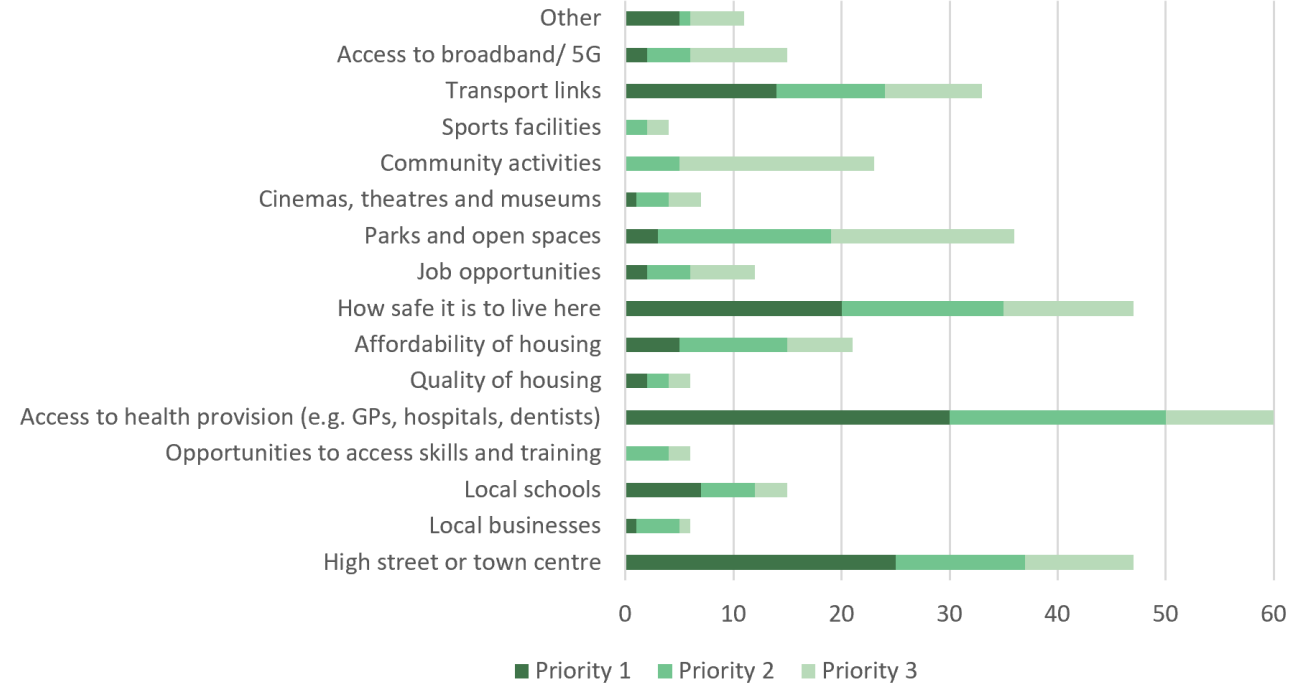 Other
Access to broadband/ 5G
Transport links
Sports facilities
Community activities
Cinemas, theatres and museums
Parks and open spaces
Job opportunities
How safe it is to live here
Affordability of housing
Quality of housing
Access to health provision (e.g. GPs, hospitals, dentists)
Opportunities to access skills and training
Local schools
Local businesses
High street or town centre
0 10 20 30 40 50 60
Priority 1 Priority 2 Priority 3